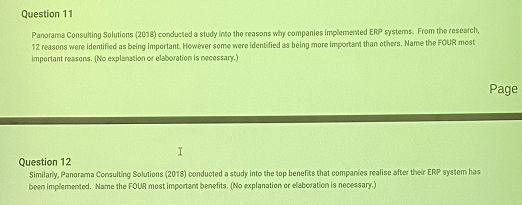 Question 11
Panorama Consulting Solutions (2018) conducted a study into the reasons why companies implemented ERP systems. From the research,
12 reasons were identified as being important. However some were identified as being more important than others. Name the FOUR most
important reasons. (No explanation or elaboration is necessary.)
Page
Question 12
Similarly, Panorama Consulting Solutions (2018) conducted a study into the top benefits that companies realise after their ERP system has
been implemented. Name the FOUR most important benefits. (No explanation or elaboration is necessary.)